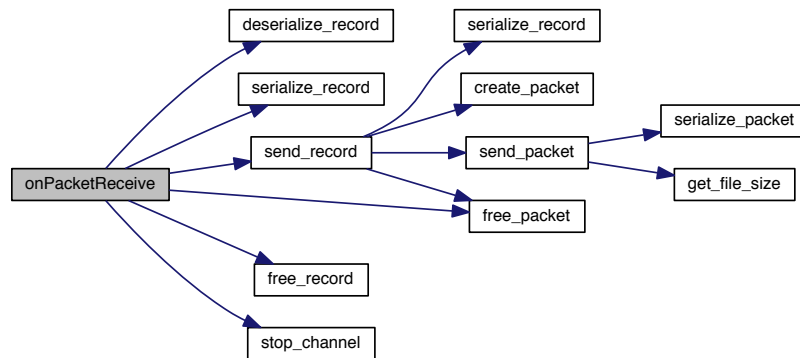 deserialize_record
serialize_record
serialize_record
create_packet
serialize_packet
send_record
send_packet
onPacketReceive
get_file_size
free_packet
free_record
stop_channel